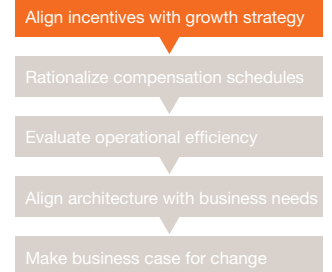 Align incentives with growth strategy
Rationalize compensation schedules
Evaluate operational efficiency
Align architecture with business needs
Make business case for change